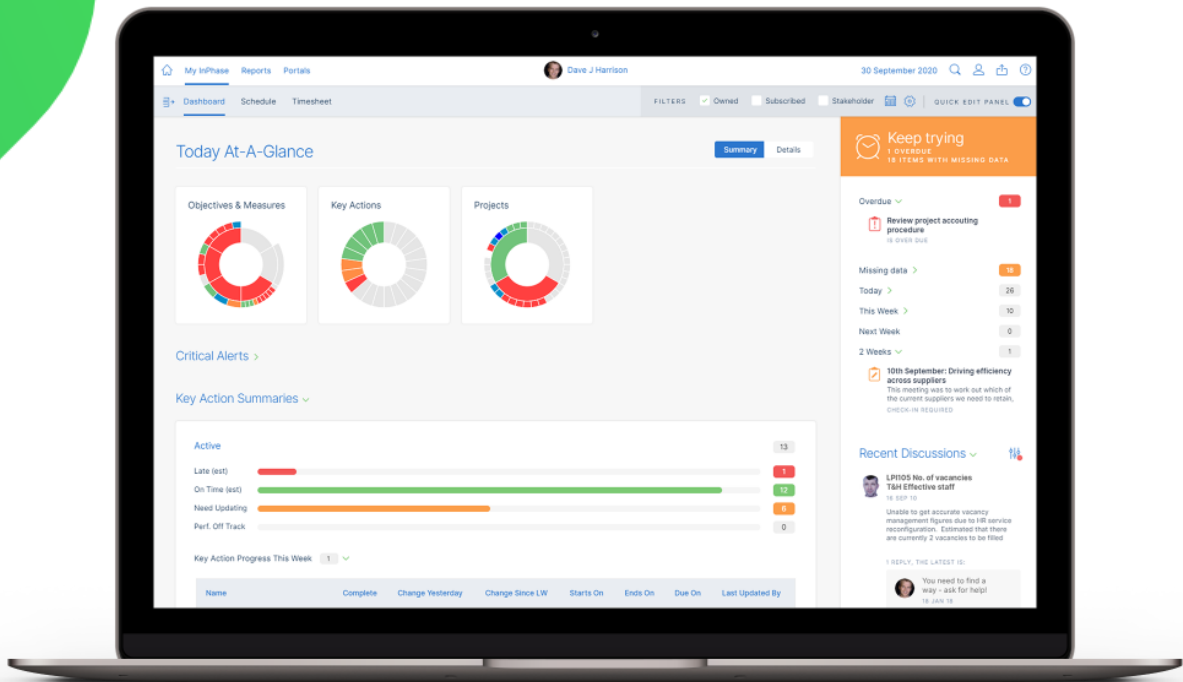 My InPhase Reports Portals
Dave J Harrison
30 September 2020
Dashboard Schedule Timesheet
FILTERS Owned Subscribed Stakeholder QUICK EDIT PANEL
Today At-A-Glance
Summary Details
Objectives & Measures
Key Actions
Projects
Critical Alerts
Key Action Summaries
Active 13
Late (est) 1
On Time (est) 12
Need Updating 6
Perf. Off Track 0
Key Action Progress This Week 1
Name Complete Change Yesterday Change Since LW Starts On Ends On Due On Last Updated By
Keep trying
1 OVERDUE
18 ITEMS WITH MISSING DATA
Overdue 1
Review project accouting
procedure
OVER DUE
Missing data 18
Today 26
This Week 10
Next Week 0
2 Weeks 1
10th September: Driving efficiency
across suppliers
This meeting was to work out which of
the current suppliers we need to retain,
CHECK-IN REQUIRED
Recent Discussions
LPI105 No. of vacancies
T&H Effective staff
16 SEP 16
Unable to get accurate vacancy
management figures due to HR service
reconfiguration. Estimated that there
are currently 2 vacancies to be filled
1 REPLY, THE LATEST IS:
You need to find a
way - ask for help!
18 JAN 18